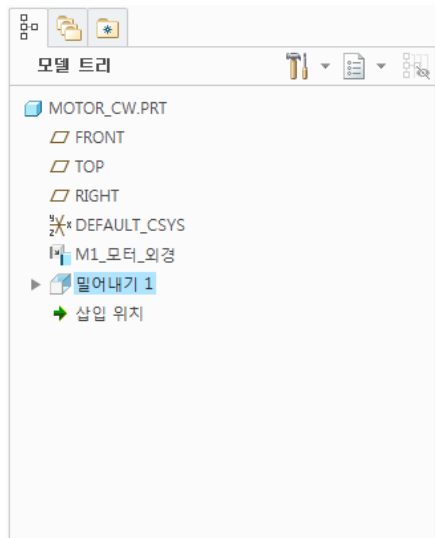 모델 트리
MOTOR_CW.PRT
FRONT
TOP
RIGHT
DEFAULT_CSYS
M1_모터_외경
밀어내기 1
삽입 위치